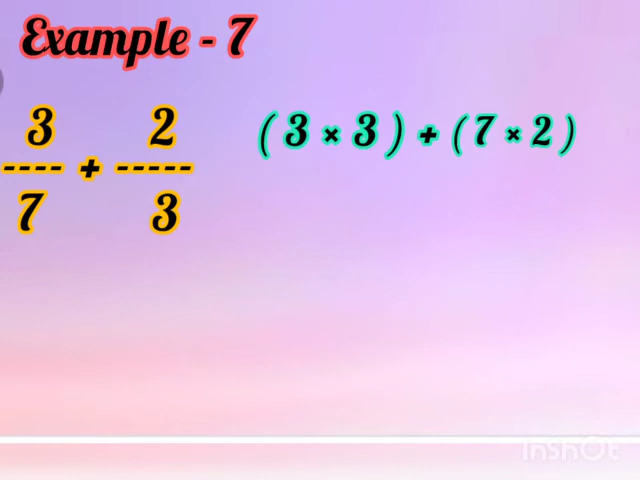 Example - 7
3 2 ( 3 × 3 ) + ( 7 × 2 )
---- + -----
7 3
InShOt